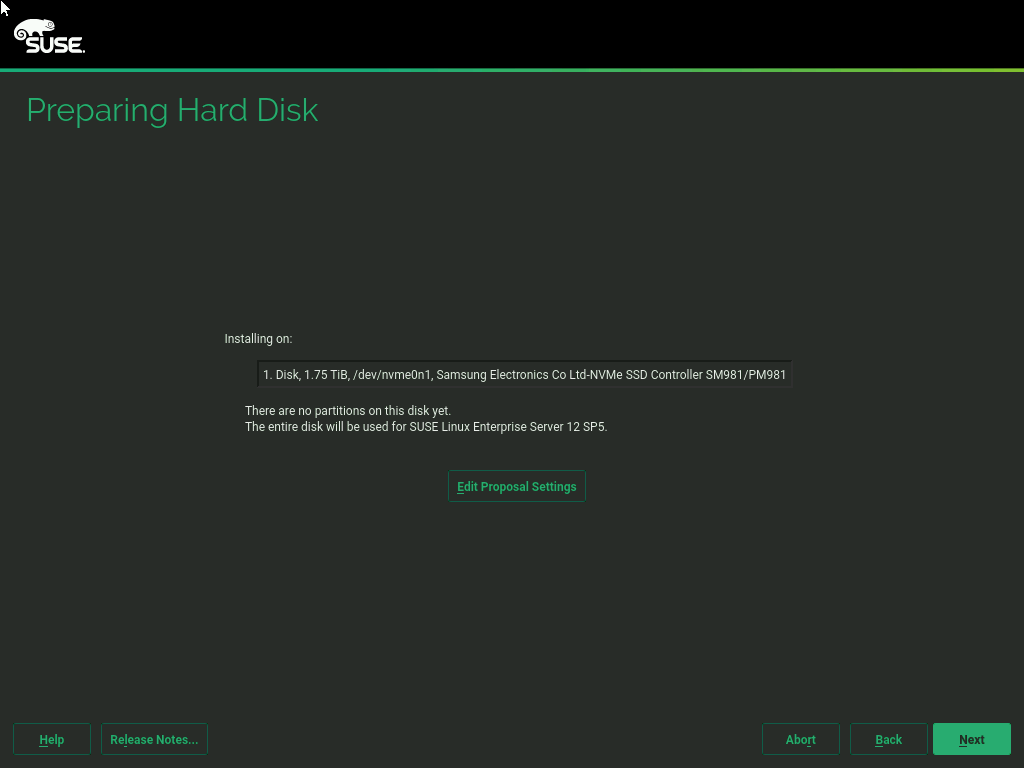 SUSE.
Preparing Hard Disk
Installing on:
1. Disk, 1.75 TiB, /dev/nvme0n1, Samsung Electronics Co Ltd-NVMe SSD Controller SM981/PM981
There are no partitions on this disk yet.
The entire disk will be used for SUSE Linux Enterprise Server 12 SP5.
Edit Proposal Settings
Help Release Notes... Abort Back Next